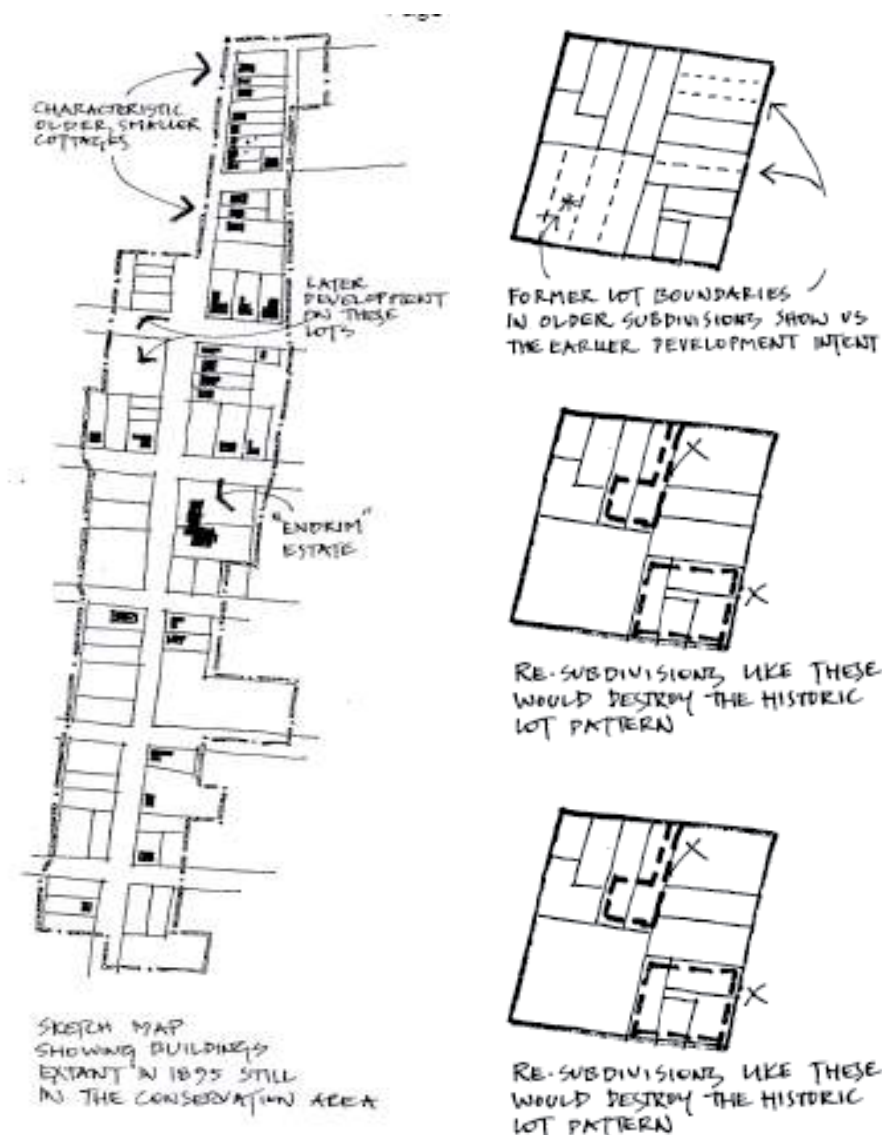 CHARACTERISTIC
OLDER, SMALLER
COTTAGES
LATER
DEVELOPMENT
ON THESE
LOTS
"ENDRIM"
ESTATE
SKETCH MAP
SHOWING BUILDINGS
EXTANT IN 1895 STILL
IN THE CONSERVATION AREA
FORMER LOT BOUNDARIES
IN OLDER SUBDIVISIONS SHOW US
THE EARLIER DEVELOPMENT INTENT
RE-SUBDIVISIONS LIKE THESE
WOULD DESTROY THE HISTORIC
LOT PATTERN
RE-SUBDIVISIONS LIKE THESE
WOULD DESTROY THE HISTORIC
LOT PATTERN